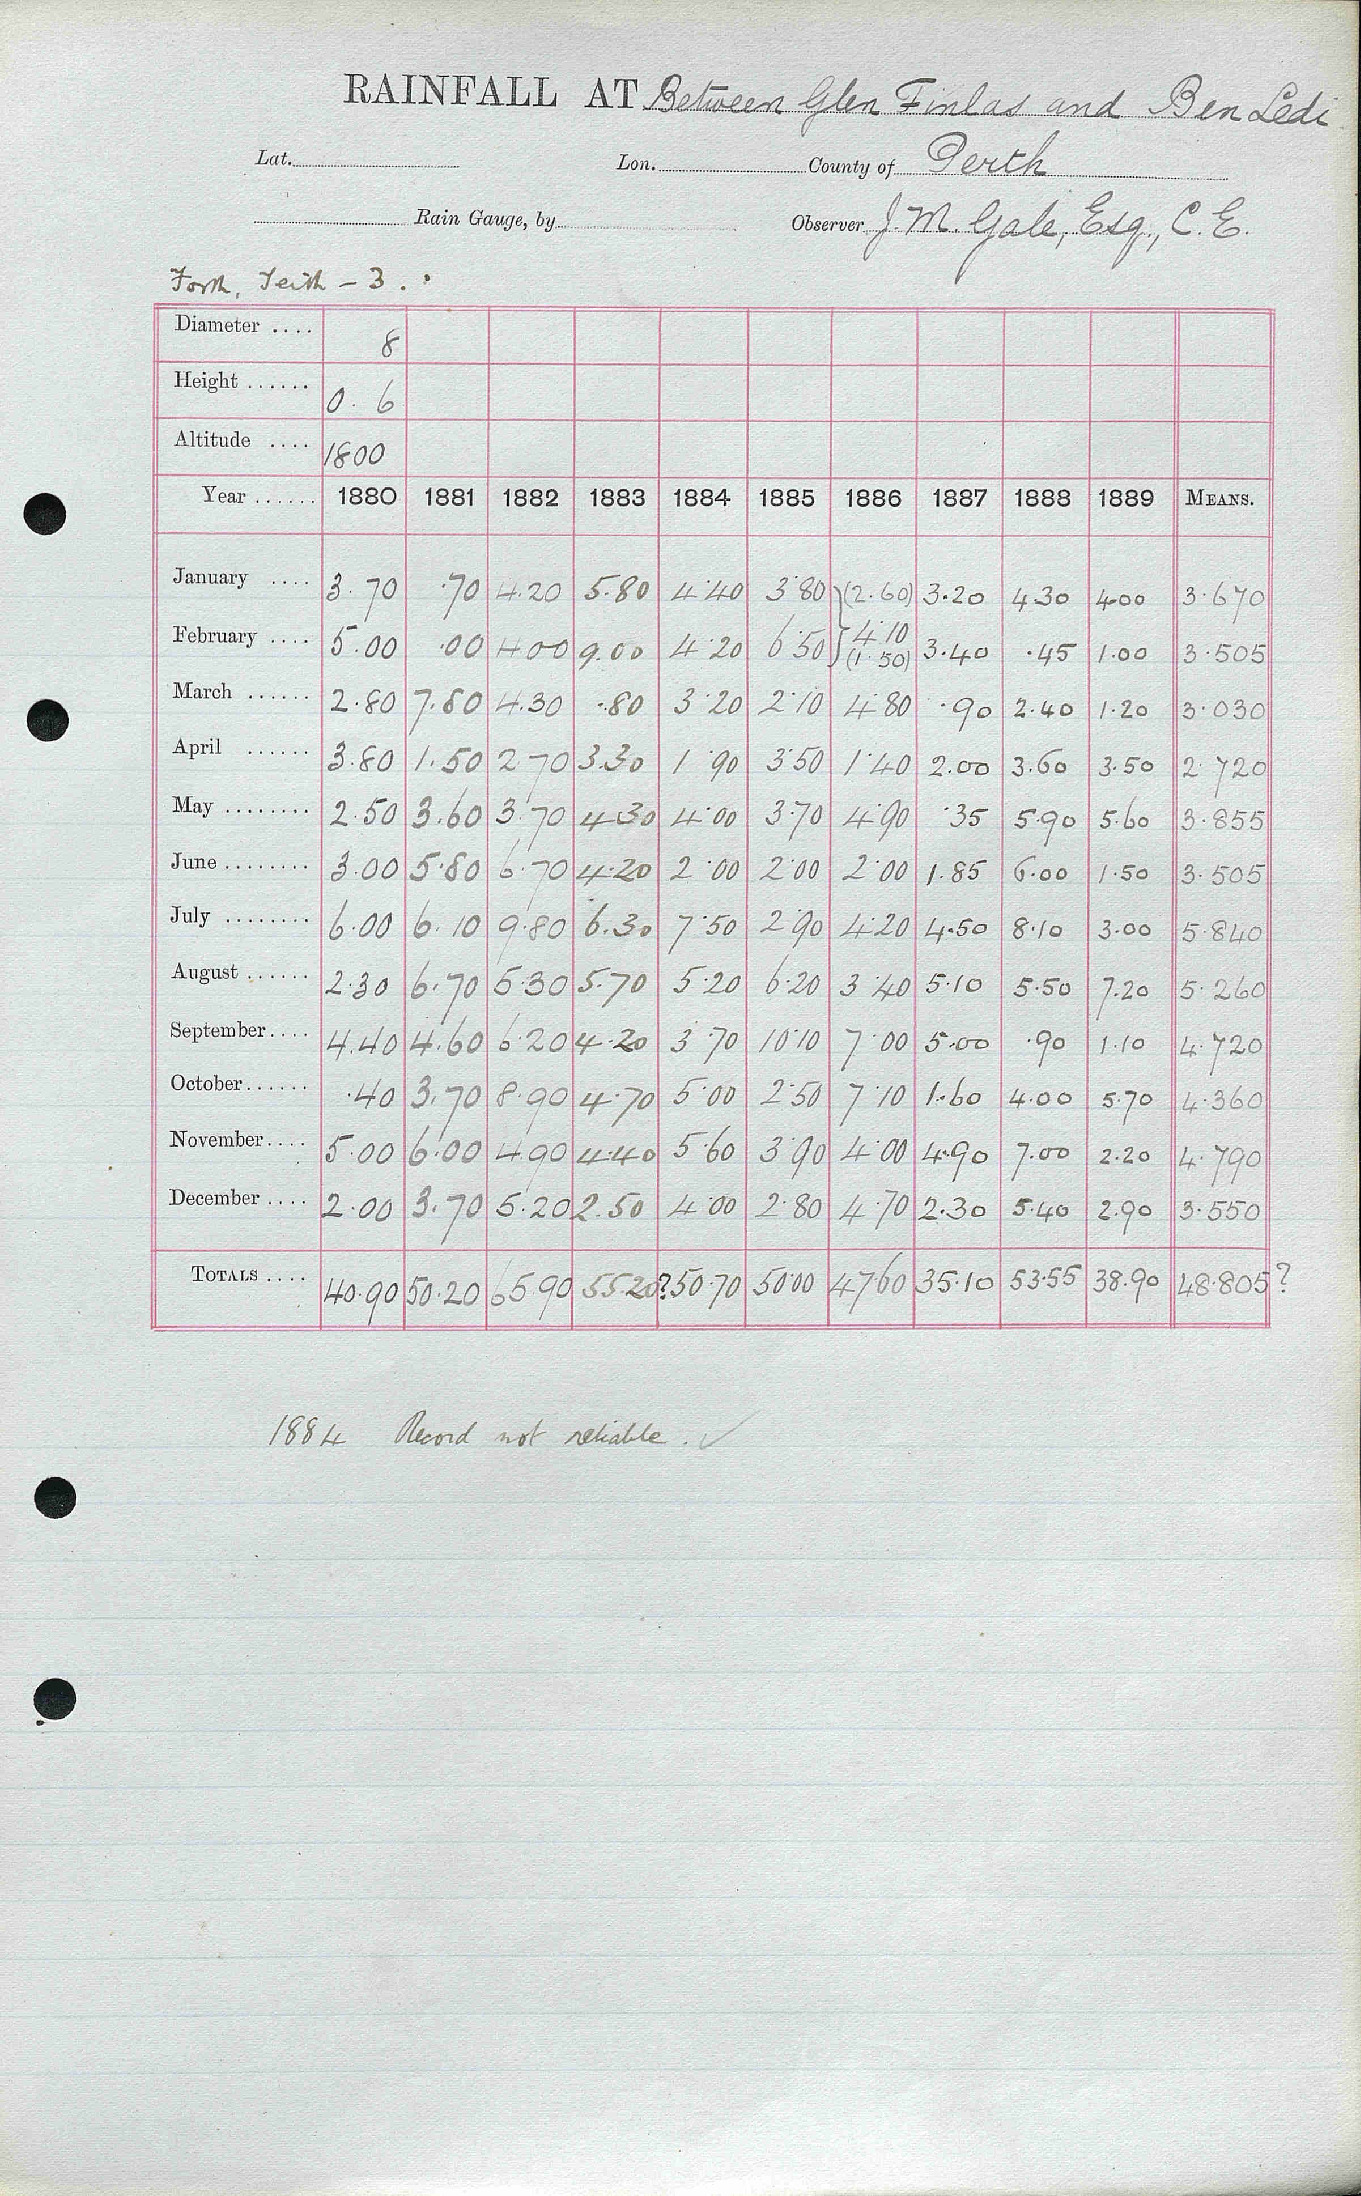 RAINFALL AT Between Glen Finlas and Ben Ledi
Lat. Lon. County of Perth
Rain Gauge, by Observer J. M. Gale, Esq., C.E.
Forth, Teith - 3.
Diameter .... 8
Height ...... 0. 6
Altitude .... 1800
Year ...... 1880 1881 1882 1883 1884 1885 1886 1887 1888 1889 MEANS.
January .... 3.70 .70 4.20 5.80 4.40 3.80 (2.60) 3.20 4.30 4.00 3.670
February .... 5.00 .00 4.00 9.00 4.20 6.50 4.10 (1.50) 3.40 .45 1.00 3.505
March ...... 2.80 7.80 4.30 .80 3.20 2.10 4.80 .90 2.40 1.20 3.030
April ...... 3.80 1.50 2.70 3.30 1.90 3.50 1.40 2.00 3.60 3.50 2.720
May ........ 2.50 3.60 3.70 4.30 4.00 3.70 4.90 .35 5.90 5.60 3.855
June ........ 3.00 5.80 6.70 4.20 2.00 2.00 2.00 1.85 6.00 1.50 3.505
July ........ 6.00 6.10 9.80 6.30 7.50 2.90 4.20 4.50 8.10 3.00 5.840
August ...... 2.30 6.70 5.30 5.70 5.20 6.20 3.40 5.10 5.50 7.20 5.260
September.... 4.40 4.60 6.20 4.20 3.70 10.10 7.00 5.00 .90 1.10 4.720
October...... .40 3.70 8.90 4.70 5.00 2.50 7.10 1.60 4.00 5.70 4.360
November.... 5.00 6.00 4.90 4.40 5.60 3.90 4.00 4.90 7.00 2.20 4.790
December .... 2.00 3.70 5.20 2.50 4.00 2.80 4.70 2.30 5.40 2.90 3.550
TOTALS .... 40.90 50.20 65.90 55.20? 50.70 50.00 47.60 35.10 53.55 38.90 48.805?
1884 Record not reliable.